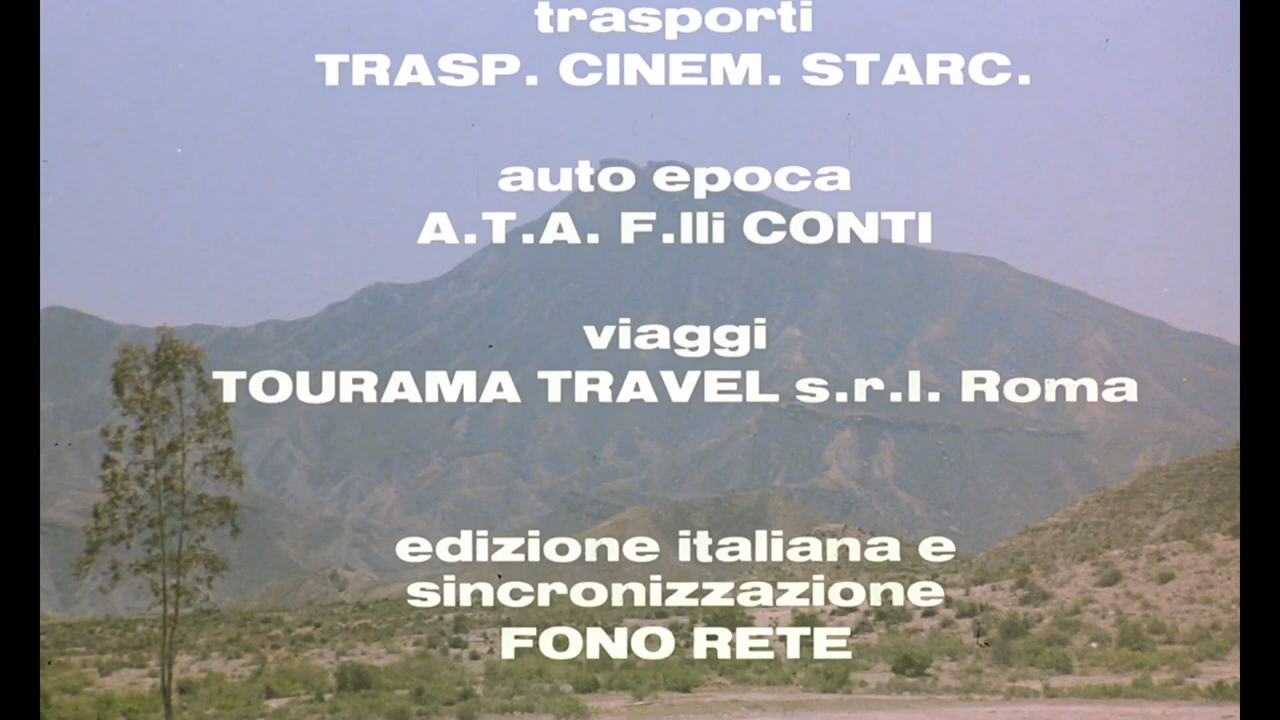 trasporti
TRASP. CINEM. STARC.
auto epoca
A.T.A. F.lli CONTI
viaggi
TOURAMA TRAVEL s.r.l. Roma
edizione italiana e
sincronizzazione
FONO RETE